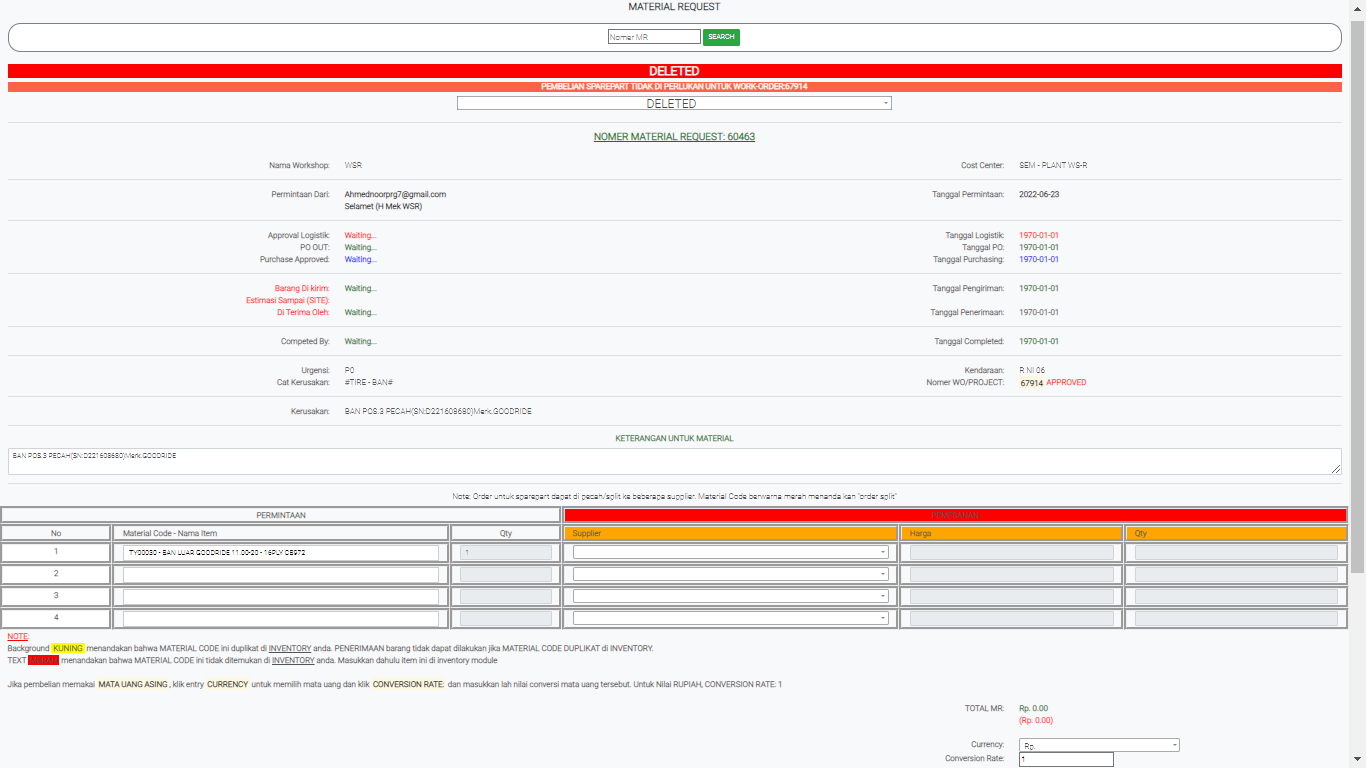 MATERIAL REQUEST
Nomer MR SEARCH
DELETED
PEMBELIAN SPAREPART TIDAK DI PERLUKAN UNTUK WORK-ORDER:67914
DELETED
NOMER MATERIAL REQUEST: 60463
Nama Workshop: WSR Cost Center: SEM - PLANT WS-R
Permintaan Dari: Ahmednoorprg7@gmail.com Tanggal Permintaan: 2022-06-23
Selamet (H Mek WSR)
Approval Logistik: Waiting... Tanggal Logistik: 1970-01-01
PO OUT: Waiting... Tanggal PO: 1970-01-01
Purchase Approved: Waiting... Tanggal Purchasing: 1970-01-01
Barang Di kirim: Waiting... Tanggal Pengiriman: 1970-01-01
Estimasi Sampai (SITE):
Di Terima Oleh: Waiting... Tanggal Penerimaan: 1970-01-01
Competed By: Waiting... Tanggal Completed: 1970-01-01
Urgensi: P0 Kendaraan: R NI 06
Cat Kerusakan: #TIRE - BAN# Nomer WO/PROJECT: 67914 APPROVED
Kerusakan: BAN POS.3 PECAH(SN:D221608680)Merk.GOODRIDE
KETERANGAN UNTUK MATERIAL
BAN POS.3 PECAH(SN:D221608680)Merk.GOODRIDE
Note: Order untuk sparepart dapat di pecah/split ke beberapa supplier. Material Code berwarna merah menanda kan "order split"
PERMINTAAN PEMBELIAN
No Material Code - Nama Item Qty Supplier Harga Qty
1 TY00030 - BAN LUAR GOODRIDE 11.00-20 - 16PLY CB972 1
2
3
4
NOTE:
Background KUNING menandakan bahwa MATERIAL CODE ini duplikat di INVENTORY anda. PENERIMAAN barang tidak dapat dilakukan jika MATERIAL CODE DUPLIKAT di INVENTORY.
TEXT MERAH menandakan bahwa MATERIAL CODE ini tidak ditemukan di INVENTORY anda. Masukkan dahulu item ini di inventory module
Jika pembelian memakai MATA UANG ASING, klik entry CURRENCY untuk memilih mata uang dan klik CONVERSION RATE: dan masukkan lah nilai conversi mata uang tersebut. Untuk Nilai RUPIAH, CONVERSION RATE: 1
TOTAL MR: Rp. 0.00
(Rp. 0.00)
Currency: Rp.
Conversion Rate: 1